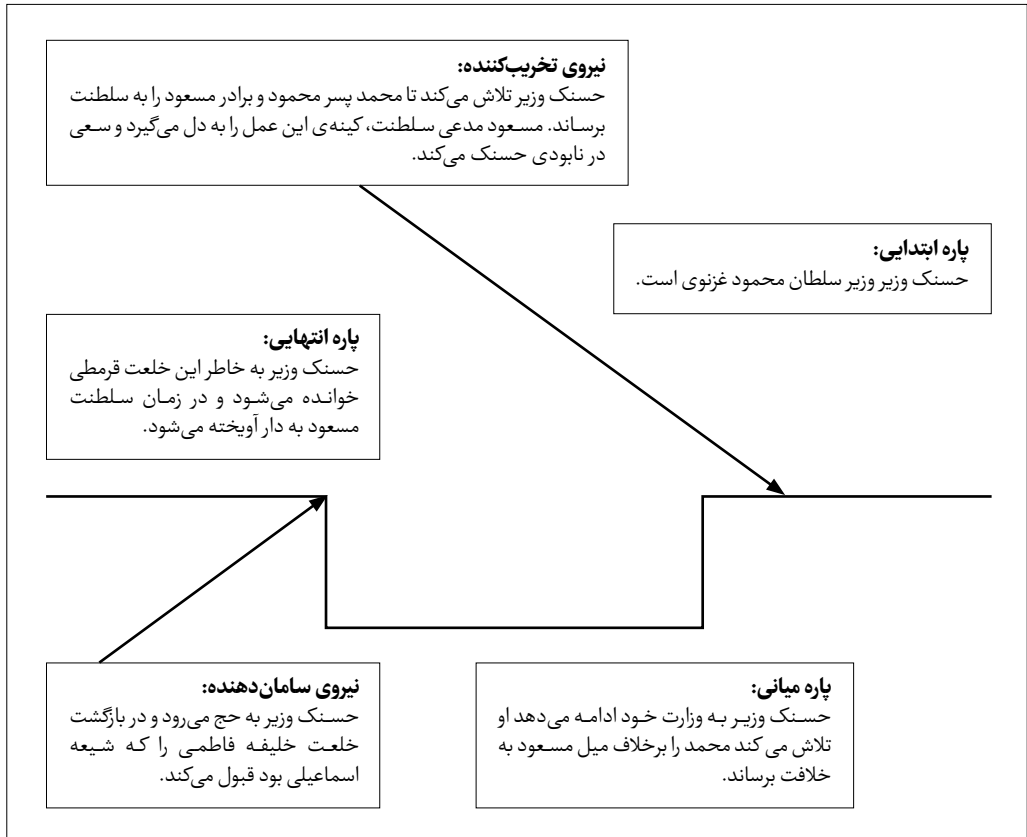 نیروی تخریب‌کننده:
حسنک وزیر تلاش می‌کند تا محمد پسر محمود و برادر مسعود را به سلطنت
برساند. مسعود مدعی سلطنت، کینه‌ی این عمل را به دل می‌گیرد و سعی
در نابودی حسنک می‌کند.
پاره ابتدایی:
حسنک وزیر وزیر سلطان محمود غزنوی است.
پاره انتهایی:
حسنک وزیر به خاطر این خلعت قرمطی
خوانده می‌شود و در زمان سلطنت
مسعود به دار آویخته می‌شود.
پاره میانی:
حسنک وزیر به وزارت خود ادامه می‌دهد او
تلاش می کند محمد را برخلاف میل مسعود به
خلافت برساند.
نیروی سامان‌دهنده:
حسنک وزیر به حج می‌رود و در بازگشت
خلعت خلیفه فاطمی را که شیعه
اسماعیلی بود قبول می‌کند.